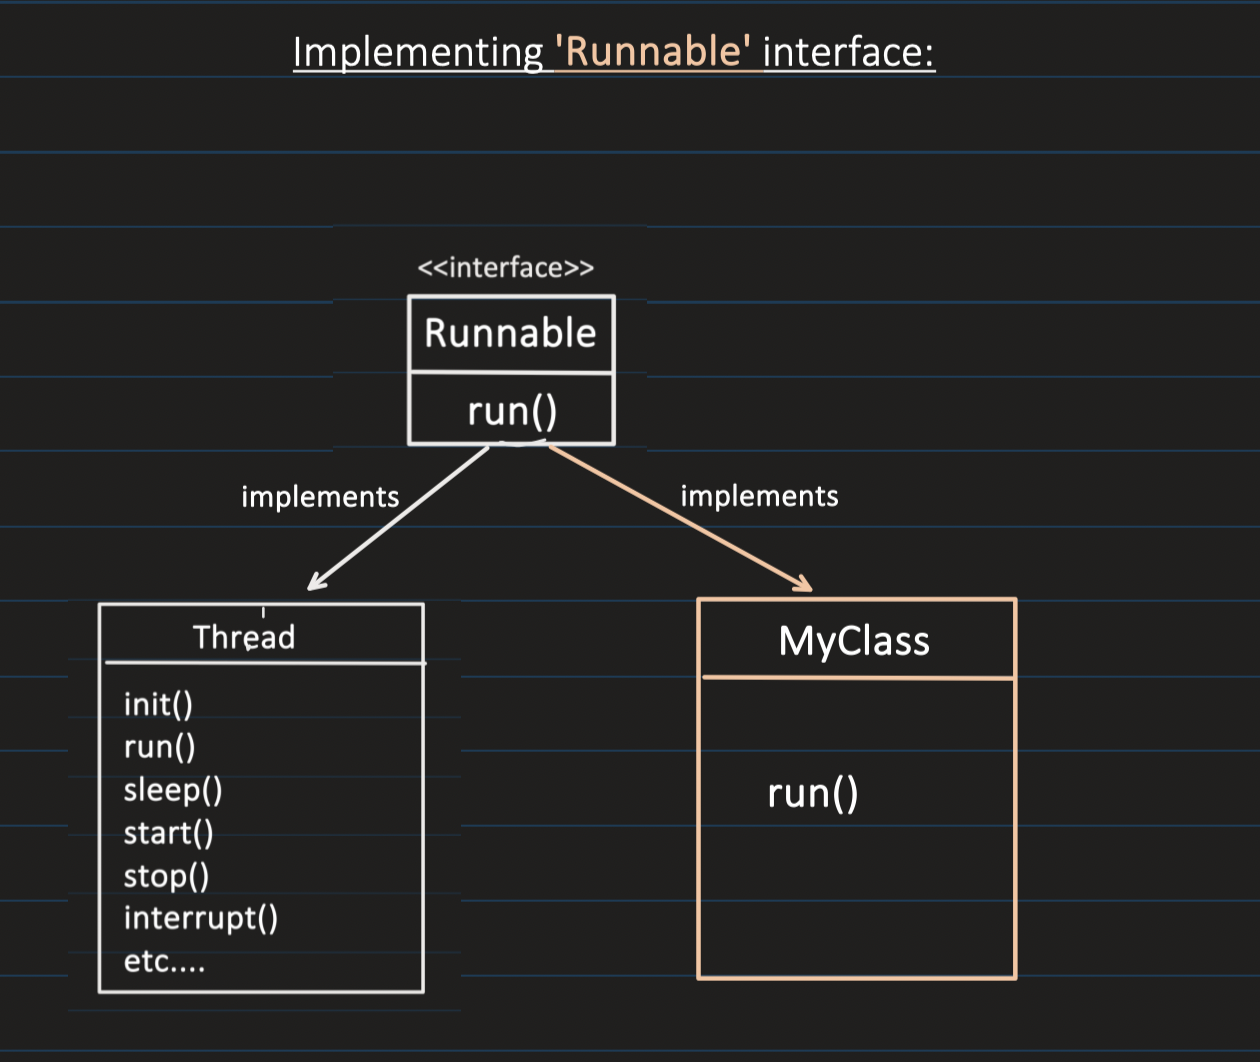 Implementing 'Runnable' interface:
<<interface>>
Runnable
run()
implements
implements
Thread
init()
run()
sleep()
start()
stop()
interrupt()
etc....
MyClass
run()